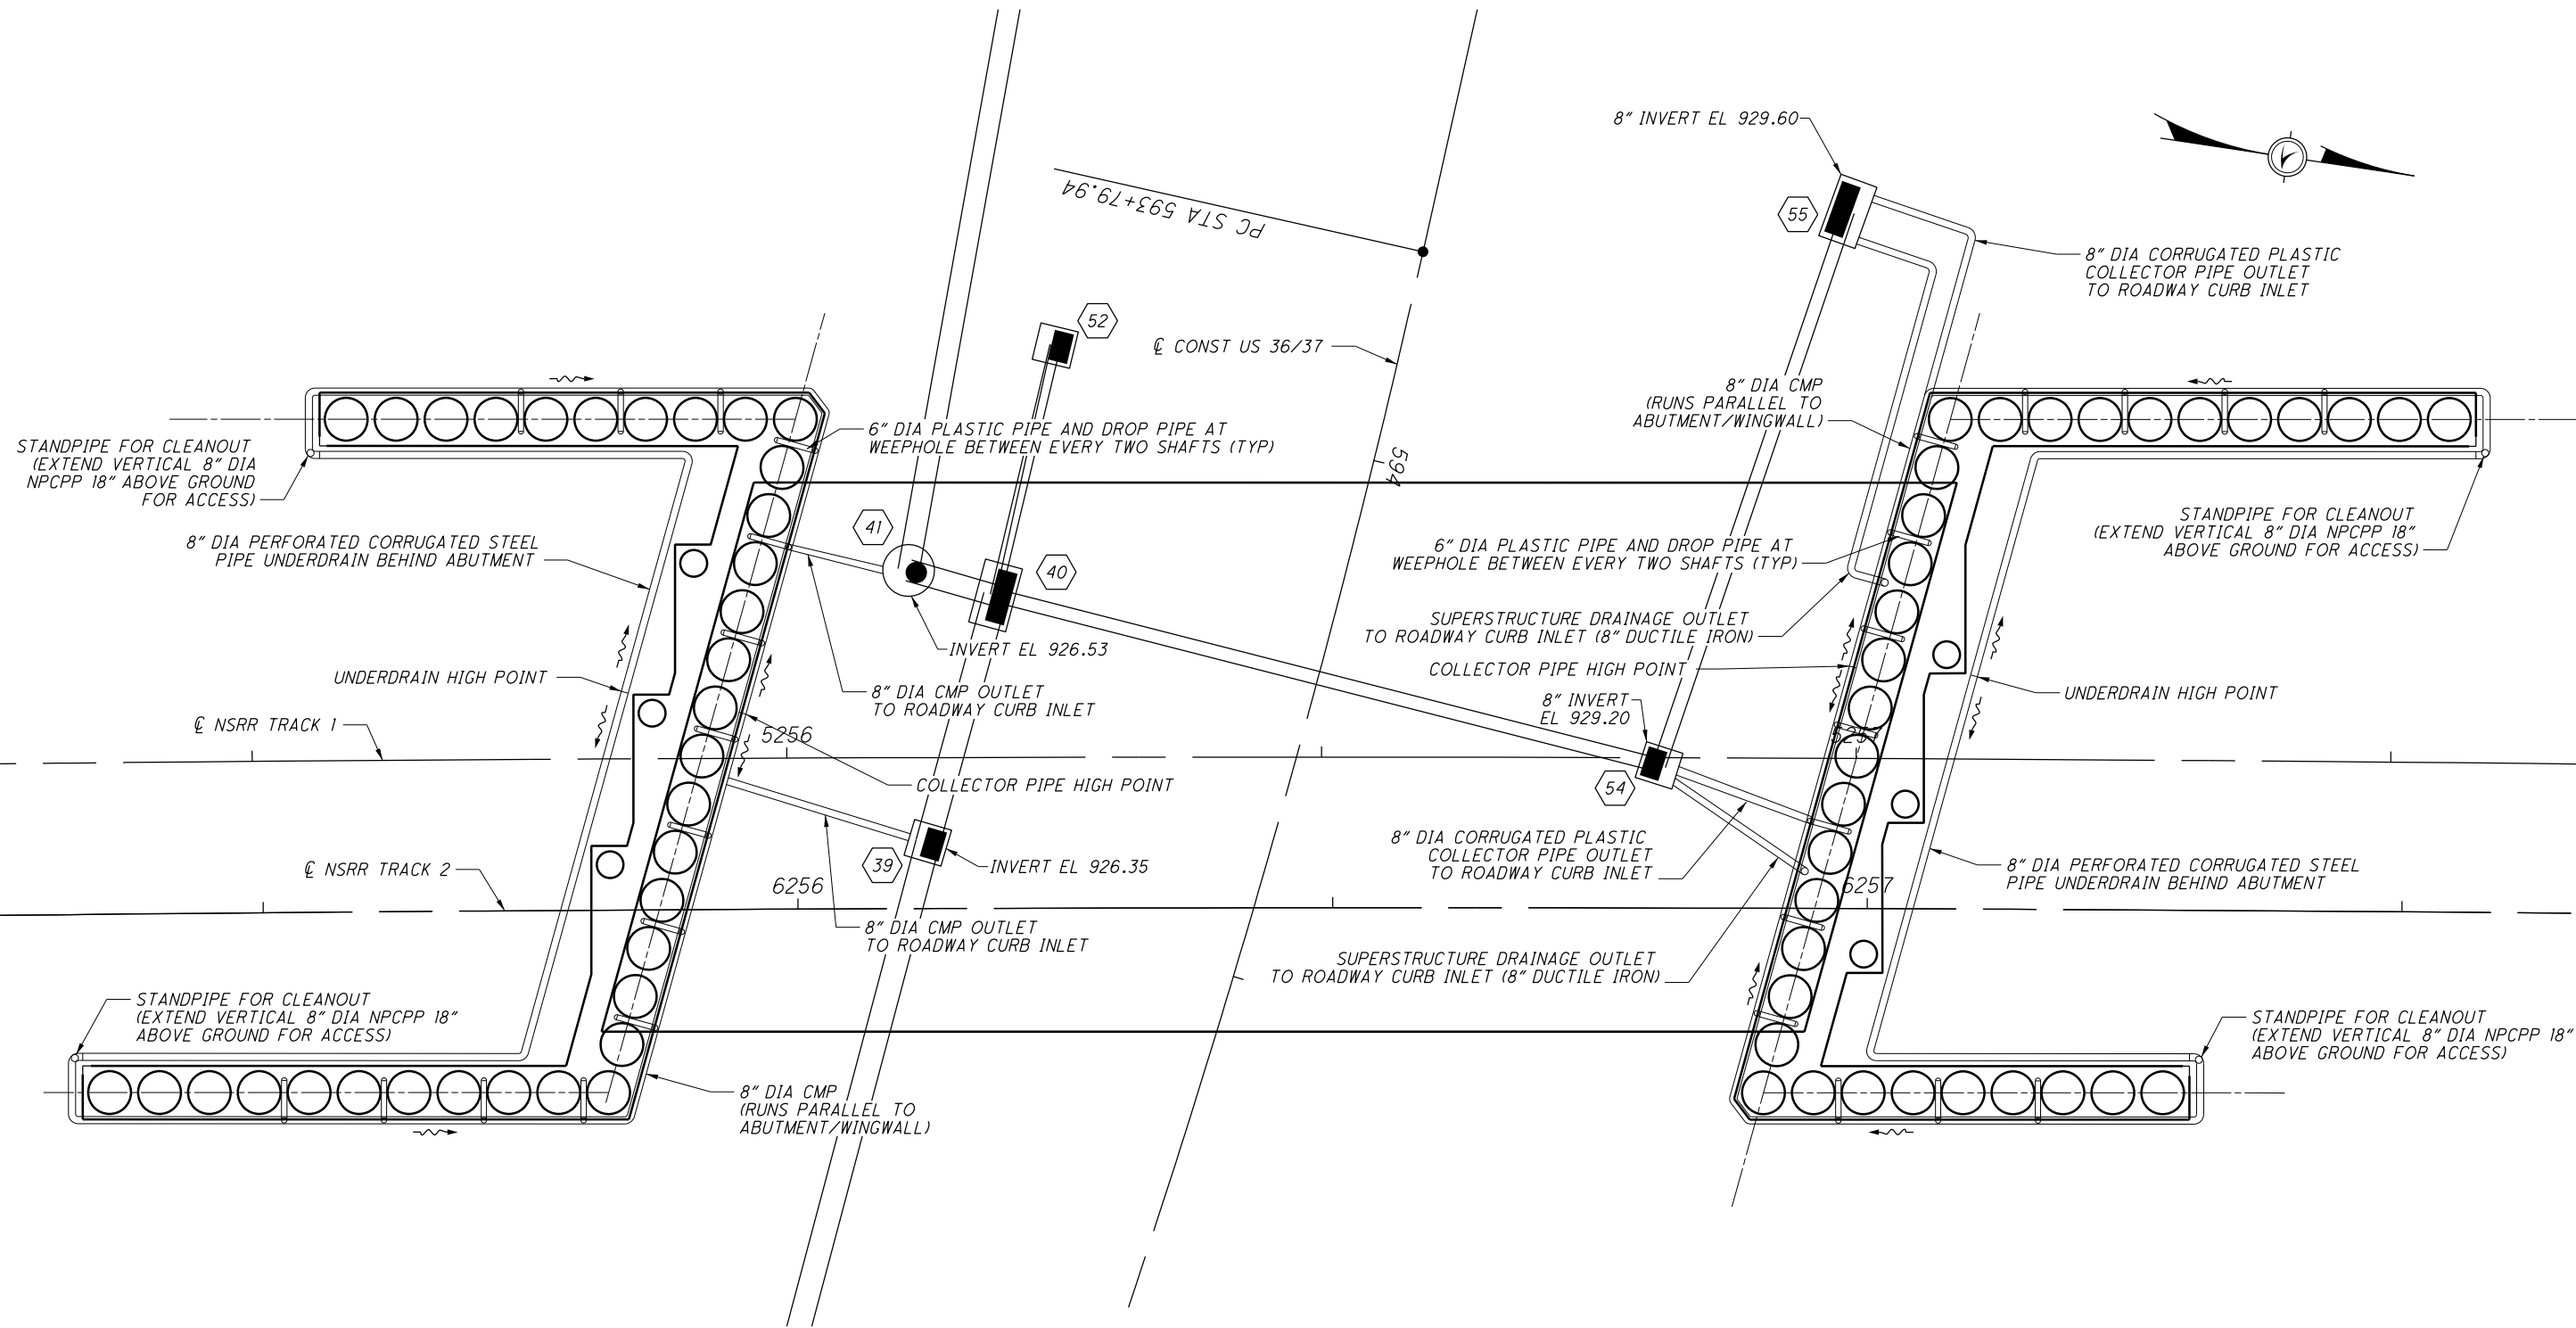 8" INVERT EL 929.60
PC STA 593+79.94
55
8" DIA CORRUGATED PLASTIC
COLLECTOR PIPE OUTLET
TO ROADWAY CURB INLET
52
℄ CONST US 36/37
8" DIA CMP
(RUNS PARALLEL TO
ABUTMENT/WINGWALL)
6" DIA PLASTIC PIPE AND DROP PIPE AT
WEEPHOLE BETWEEN EVERY TWO SHAFTS (TYP)
STANDPIPE FOR CLEANOUT
(EXTEND VERTICAL 8" DIA
NPCPP 18" ABOVE GROUND
FOR ACCESS)
594
STANDPIPE FOR CLEANOUT
(EXTEND VERTICAL 8" DIA NPCPP 18"
ABOVE GROUND FOR ACCESS)
41
8" DIA PERFORATED CORRUGATED STEEL
PIPE UNDERDRAIN BEHIND ABUTMENT
6" DIA PLASTIC PIPE AND DROP PIPE AT
WEEPHOLE BETWEEN EVERY TWO SHAFTS (TYP)
40
SUPERSTRUCTURE DRAINAGE OUTLET
TO ROADWAY CURB INLET (8" DUCTILE IRON)
INVERT EL 926.53
COLLECTOR PIPE HIGH POINT
UNDERDRAIN HIGH POINT
8" DIA CMP OUTLET
TO ROADWAY CURB INLET
8" INVERT
EL 929.20
UNDERDRAIN HIGH POINT
℄ NSRR TRACK 1
5256
COLLECTOR PIPE HIGH POINT
54
8" DIA CORRUGATED PLASTIC
COLLECTOR PIPE OUTLET
TO ROADWAY CURB INLET
39
INVERT EL 926.35
8" DIA PERFORATED CORRUGATED STEEL
PIPE UNDERDRAIN BEHIND ABUTMENT
℄ NSRR TRACK 2
6256
6257
8" DIA CMP OUTLET
TO ROADWAY CURB INLET
SUPERSTRUCTURE DRAINAGE OUTLET
TO ROADWAY CURB INLET (8" DUCTILE IRON)
STANDPIPE FOR CLEANOUT
(EXTEND VERTICAL 8" DIA NPCPP 18"
ABOVE GROUND FOR ACCESS)
STANDPIPE FOR CLEANOUT
(EXTEND VERTICAL 8" DIA NPCPP 18"
ABOVE GROUND FOR ACCESS)
8" DIA CMP
(RUNS PARALLEL TO
ABUTMENT/WINGWALL)